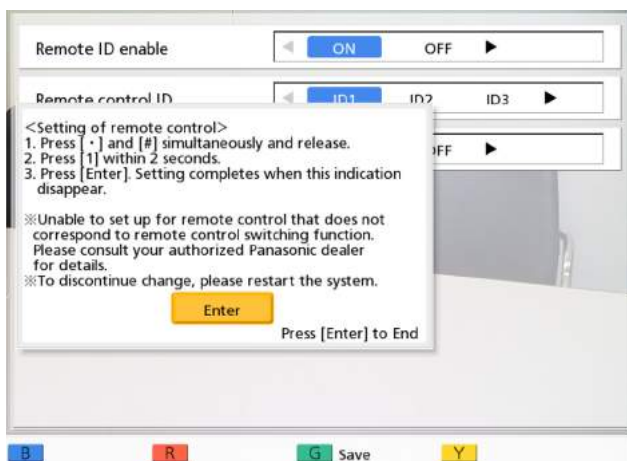 Remote ID enable ◀ ON OFF ▶
Remote control ID ◀ ID1 ID2 ID3 ▶
OFF ▶
<Setting of remote control>
1. Press [・] and [#] simultaneously and release.
2. Press [1] within 2 seconds.
3. Press [Enter]. Setting completes when this indication
disappear.
※Unable to set up for remote control that does not
correspond to remote control switching function.
Please consult your authorized Panasonic dealer
for details.
※To discontinue change, please restart the system.
Enter
Press [Enter] to End
B R G Save Y